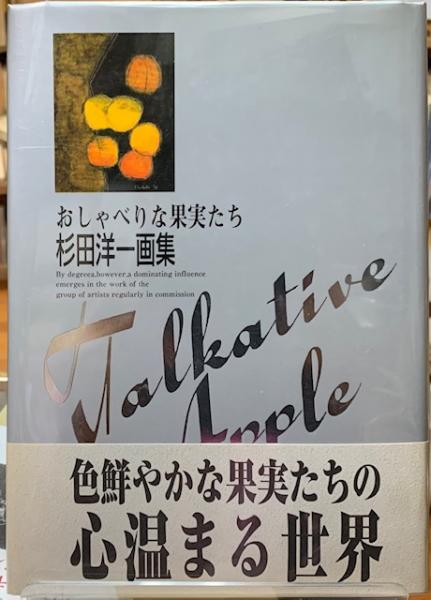 おしゃべりな果実たち
杉田洋一画集
By degreea,however,a dominating influence
emerges in the work of the
group of artists regularly in commission
Talkative
Apple
色鮮やかな果実たちの
心温まる世界